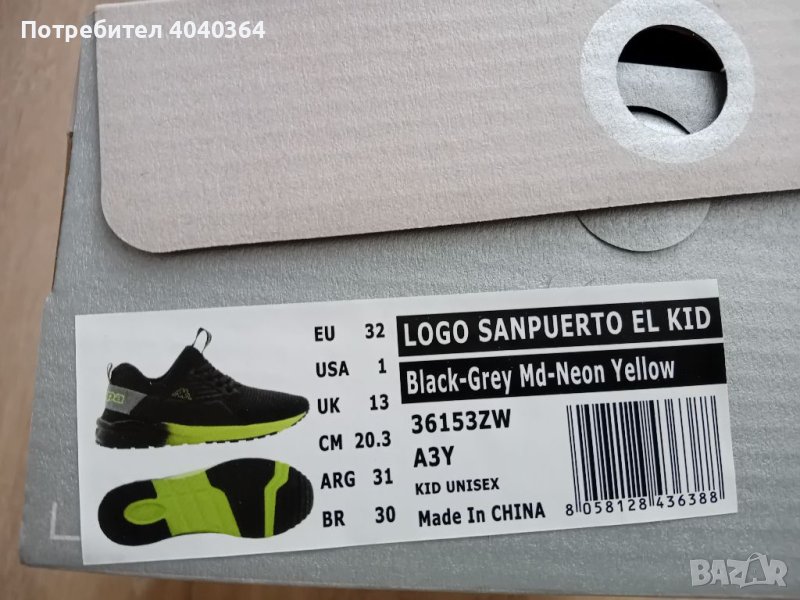 Потребител 4040364
EU 32
USA 1
UK 13
CM 20.3
ARG 31
BR 30
LOGO SANPUERTO EL KID
Black-Grey Md-Neon Yellow
36153ZW
A3Y
KID UNISEX
Made In CHINA
8 058128 436388
BAZAR